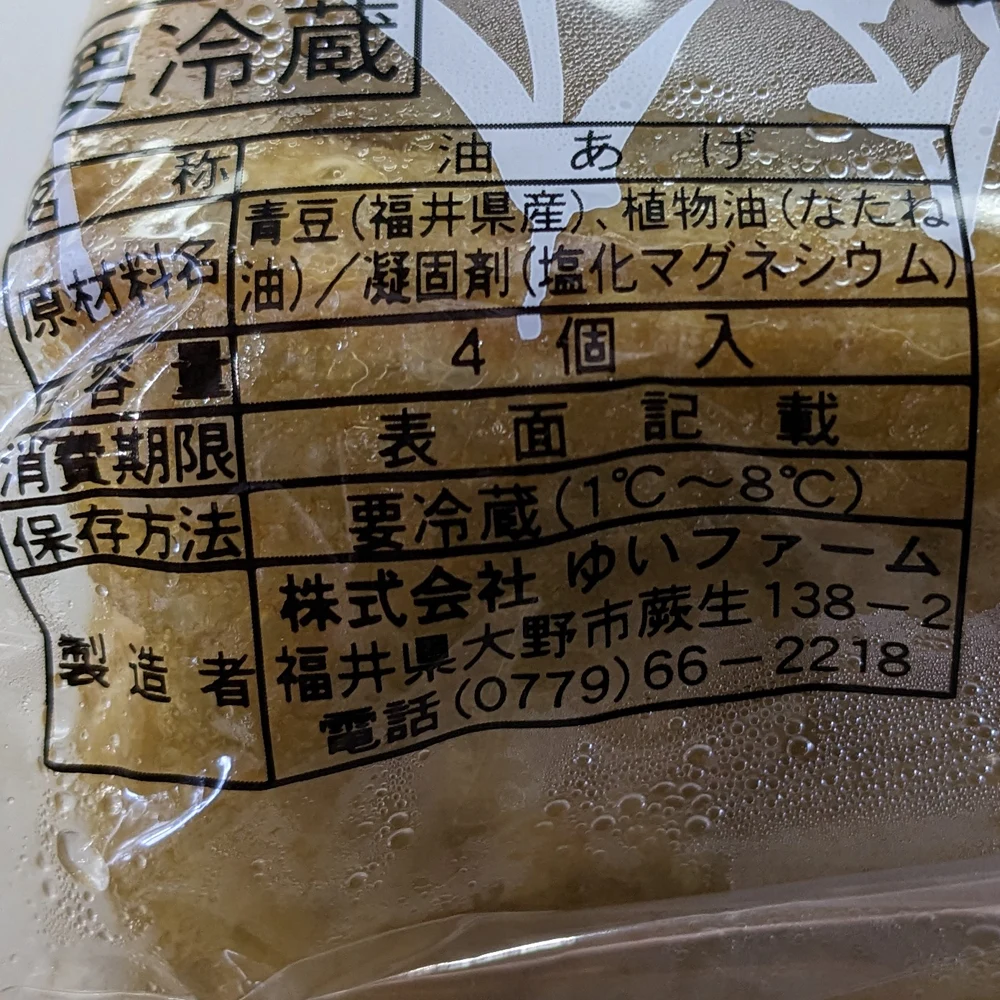 要冷蔵
名称 油あげ
原材料名 青豆(福井県産)、植物油(なたね
油)/凝固剤(塩化マグネシウム)
容量 4個入
消費期限 表面記載
保存方法 要冷蔵(1℃～8℃)
製造者 株式会社 ゆいファーム
福井県大野市蕨生138－2
電話(0779)66－2218